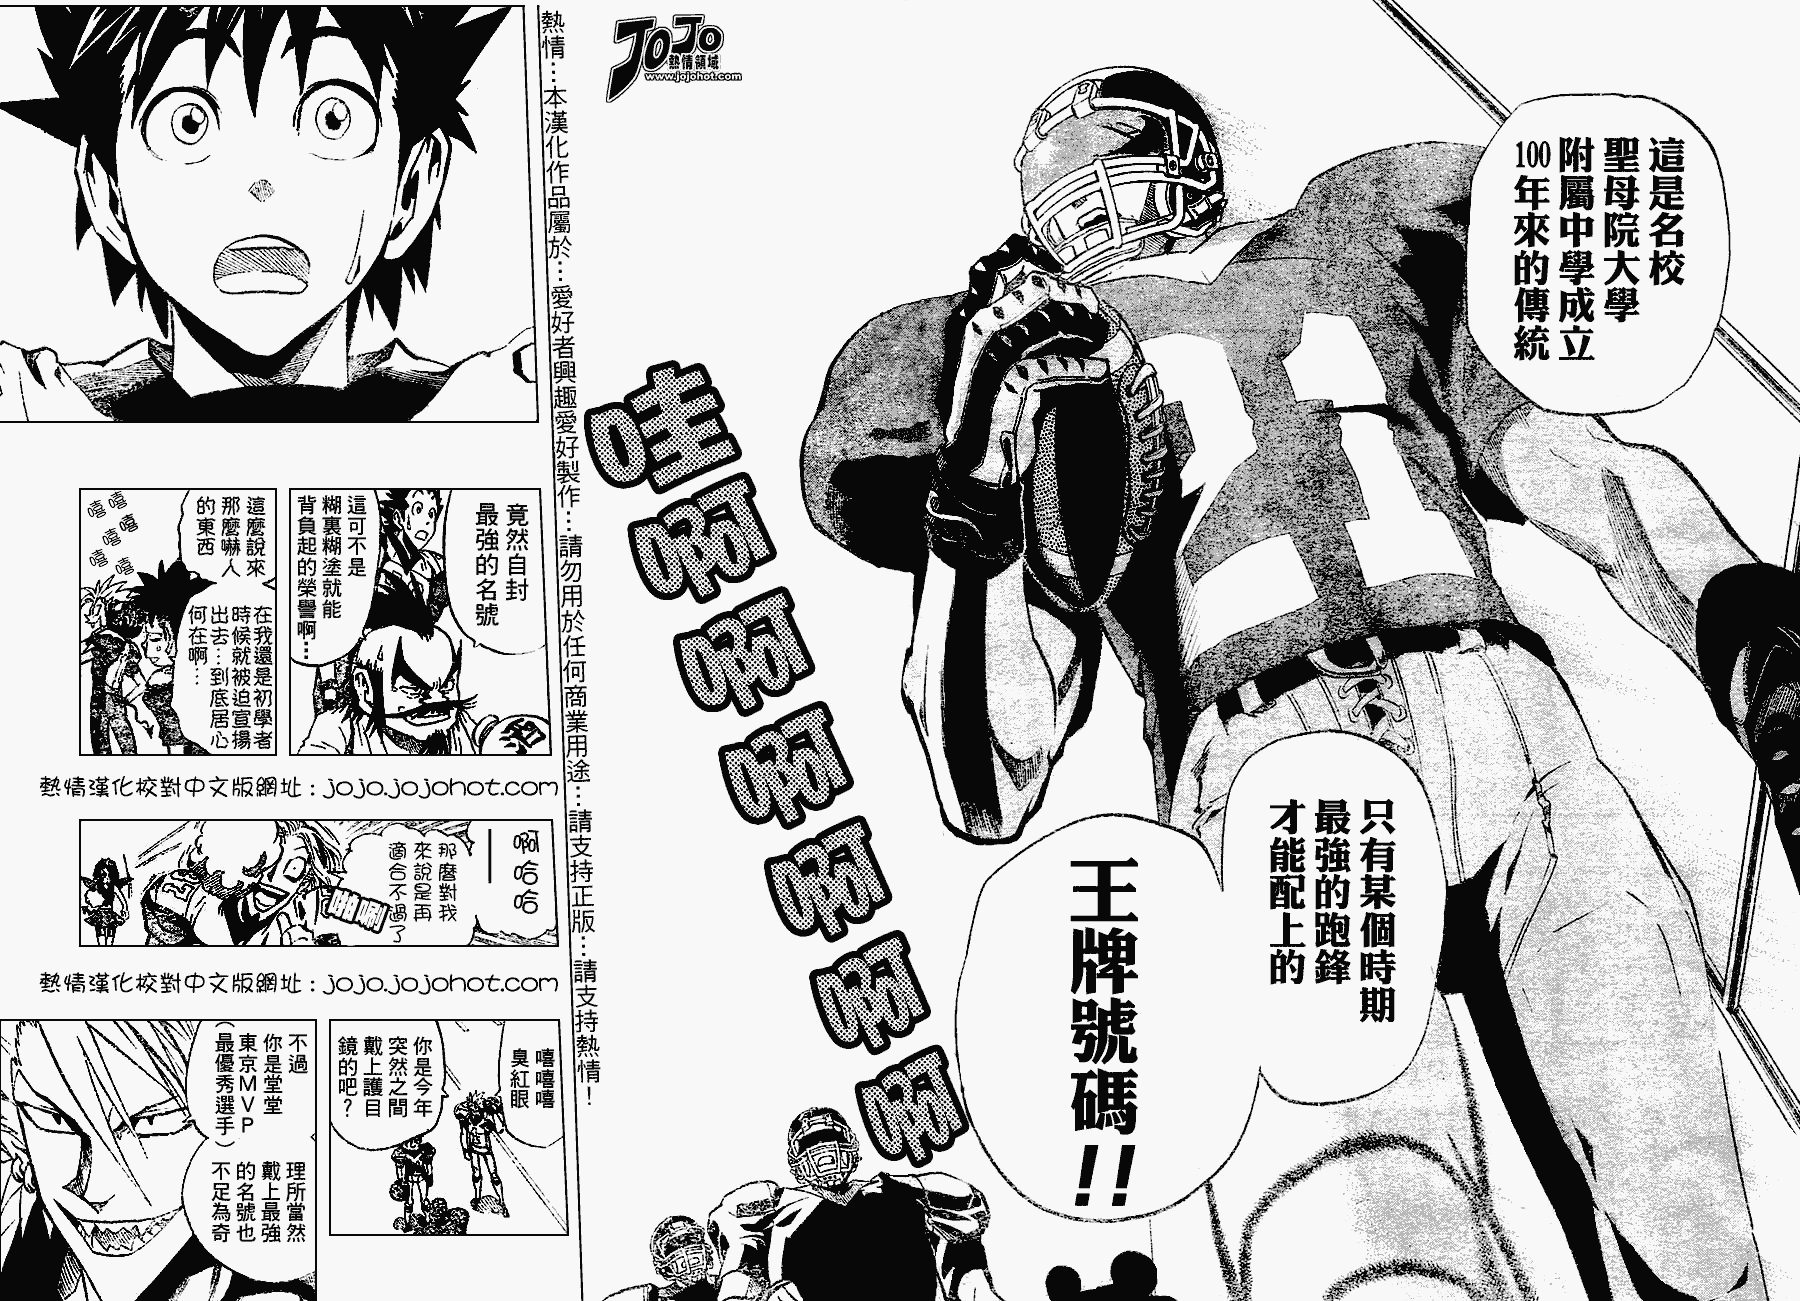 這是名校
聖母院大學
附屬中學成立
100年來的傳統
只有某個時期
最強的跑鋒
才能配上的
王牌號碼!!
哇啊啊啊啊啊啊
21
JOJO
熱情領域
www.jojohot.com
熱情…本漢化作品屬於…愛好者興趣愛好製作…請勿用於任何商業用途…請支持正版…請支持熱情!
竟然自封
最強的名號
這可不是
糊裏糊塗就能
背負起的榮譽啊…
酒
這麼說來
那麼嚇人
的東西
在我還是初學者
時候就被迫宣揚
出去…到底居心
何在啊…
嘻嘻
嘻嘻
嘻嘻
熱情漢化校對中文版網址:jojo.jojohot.com
啊哈哈
——
那麼對我
來說是再
適合不過了
熱情漢化校對中文版網址:jojo.jojohot.com
嘻嘻嘻
臭紅眼
你是今年
突然之間
戴上護目
鏡的吧?
不過
你是堂堂
東京MVP
(最優秀選手)
理所當然
戴上最強
的名號也
不足為奇